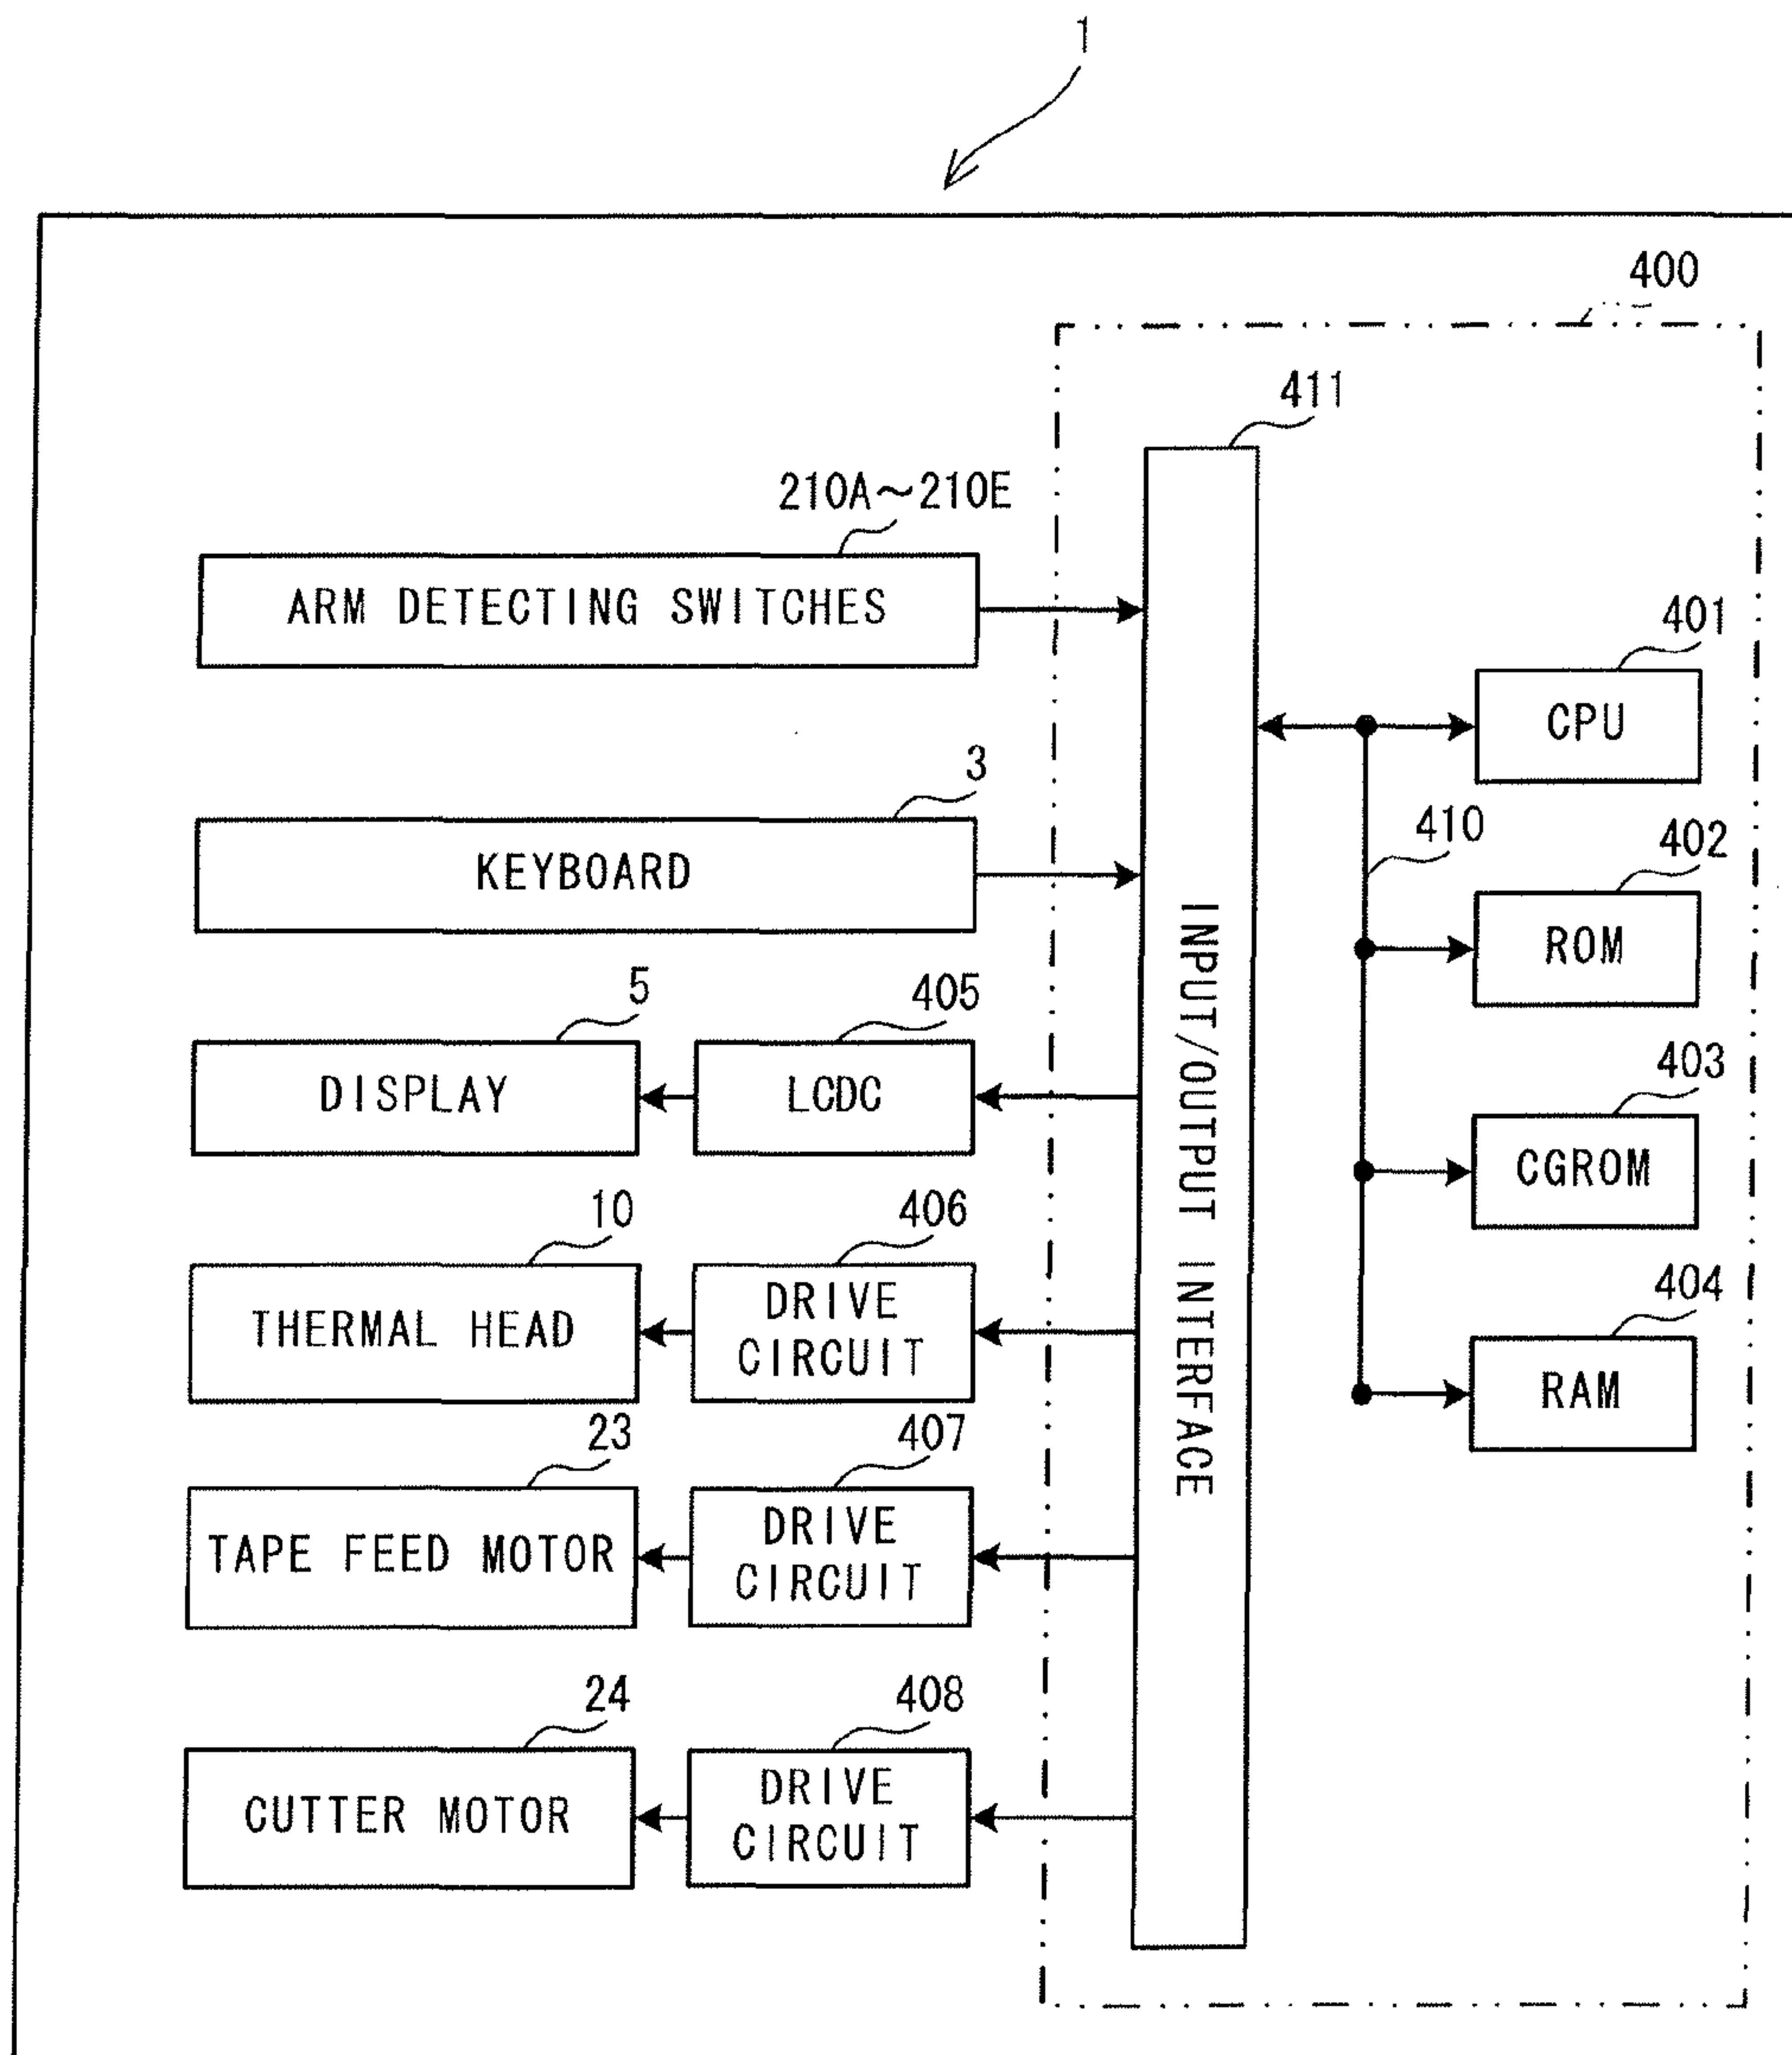 1
400
411
210A～210E
ARM DETECTING SWITCHES
401
CPU
3
KEYBOARD
410
402
ROM
5
405
DISPLAY
LCDC
403
CGROM
INPUT/OUTPUT INTERFACE
10
406
THERMAL HEAD
DRIVE
CIRCUIT
404
RAM
23
407
TAPE FEED MOTOR
DRIVE
CIRCUIT
24
408
CUTTER MOTOR
DRIVE
CIRCUIT